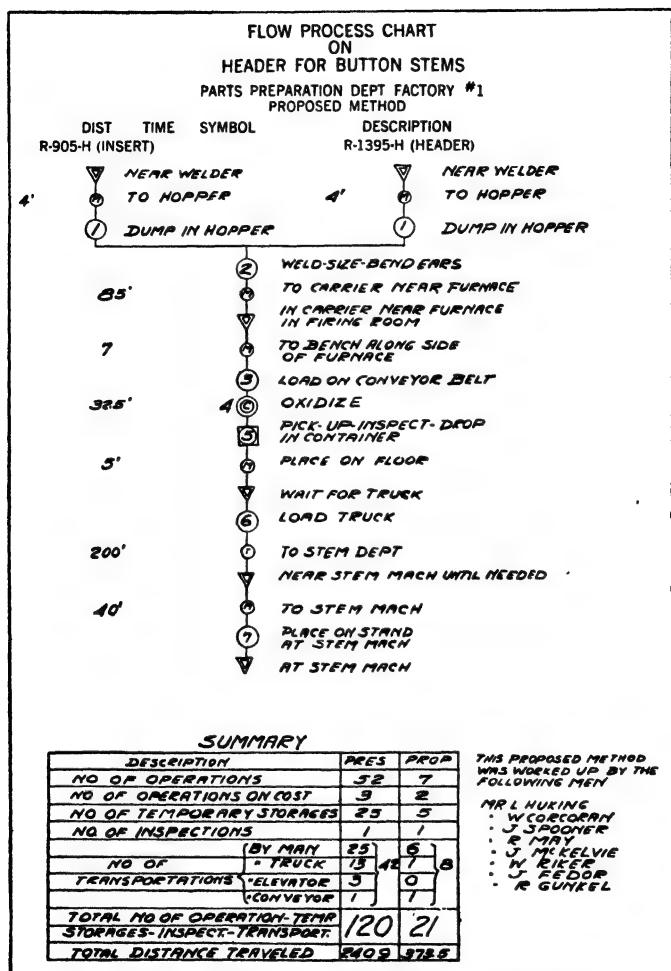 FLOW PROCESS CHART
ON
HEADER FOR BUTTON STEMS
PARTS PREPARATION DEPT FACTORY #1
PROPOSED METHOD
DIST TIME SYMBOL DESCRIPTION
R-905-H (INSERT) R-1395-H (HEADER)
NEAR WELDER NEAR WELDER
4' M TO HOPPER 4' M TO HOPPER
1 DUMP IN HOPPER 1 DUMP IN HOPPER
2 WELD-SIZE-BEND EARS
85' M TO CARRIER NEAR FURNACE
IN CARRIER NEAR FURNACE
IN FIRING ROOM
7 M TO BENCH ALONG SIDE
OF FURNACE
3 LOAD ON CONVEYOR BELT
32.5' 4 C OXIDIZE
5 PICK-UP-INSPECT-DROP
IN CONTAINER
5' M PLACE ON FLOOR
WAIT FOR TRUCK
6 LOAD TRUCK
200' T TO STEM DEPT
NEAR STEM MACH UNTIL NEEDED
40' M TO STEM MACH
7 PLACE ON STAND
AT STEM MACH
AT STEM MACH
SUMMARY
DESCRIPTION PRES PROP
NO OF OPERATIONS 52 7
NO OF OPERATIONS ON COST 3 2
NO OF TEMPORARY STORAGES 25 5
NO. OF INSPECTIONS 1 1
NO OF TRANSPORTATIONS BY MAN 25 6
" TRUCK 13 42 1 8
" ELEVATOR 3 0
" CONVEYOR 1 1
TOTAL NO OF OPERATION-TEMP
STORAGES-INSPECT.-TRANSPORT. 120 21
TOTAL DISTANCE TRAVELED 2409 373.5
THIS PROPOSED METHOD
WAS WORKED UP BY THE
FOLLOWING MEN
MR L HUKING
" W CORCORAN
" J SPOONER
" R MAY
" J MCKELVIE
" W RIKER
" J FEDOR
" R GUNKEL